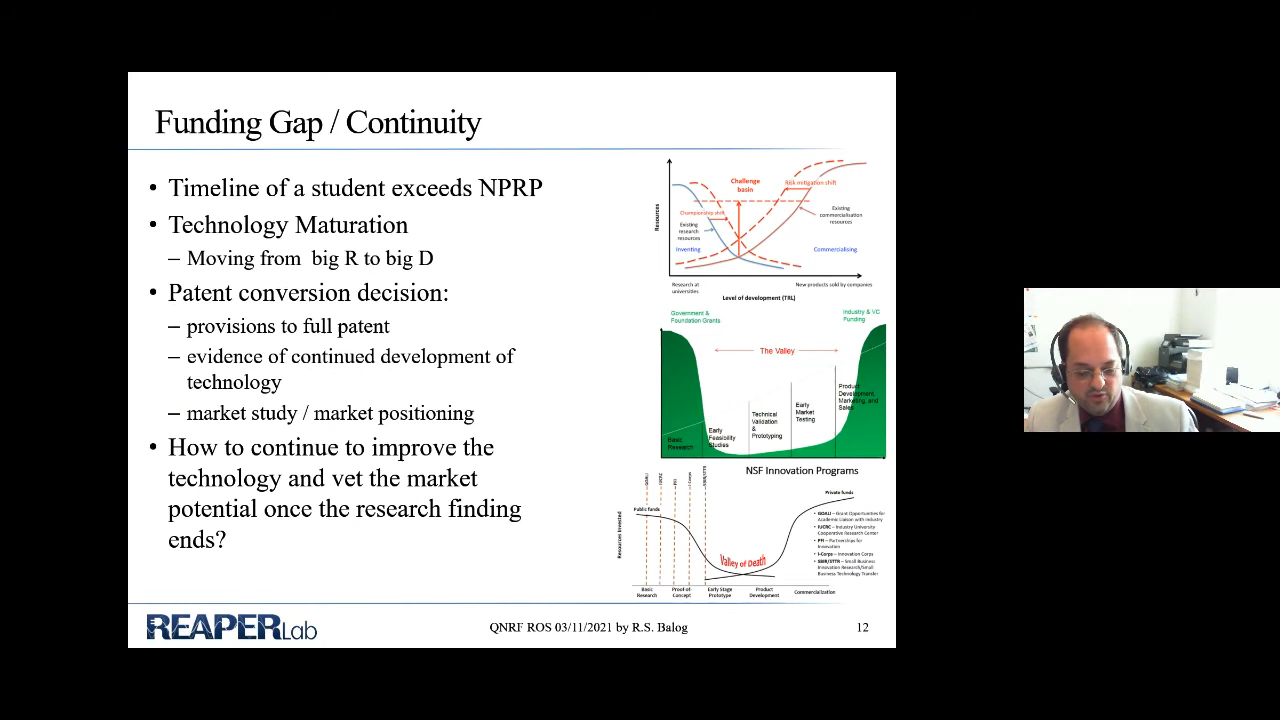 Funding Gap / Continuity
• Timeline of a student exceeds NPRP
• Technology Maturation
– Moving from big R to big D
• Patent conversion decision:
– provisions to full patent
– evidence of continued development of
technology
– market study / market positioning
• How to continue to improve the
technology and vet the market
potential once the research finding
ends?
Resources
Challenge
basin
Risk mitigation shift
Championship shift
Existing
research
resources
Existing
commercialisation
resources
Inventing
Commercialising
Research at
universities
New products sold by companies
Level of development (TRL)
Government &
Foundation Grants
Industry & VC
Funding
The Valley
Basic
Research
Early
Feasibility
Studies
Technical
Validation
&
Prototyping
Early
Market
Testing
Product
Development,
Marketing, and
Sales
NSF Innovation Programs
GOALI
IUCRC
PFI
I-Corps
SBIR/STTR
Resources Invested
Public funds
Private funds
Valley of Death
• GOALI – Grant Opportunities for
Academic Liaison with Industry
• IUCRC – Industry University
Cooperative Research Center
• PFI – Partnerships for
Innovation
• I-Corps – Innovation Corps
• SBIR/STTR – Small Business
Innovation Research/Small
Business Technology Transfer
Basic
Research
Proof-of-
Concept
Early Stage
Prototype
Product
Development
Commercialization
REAPERLab
QNRF ROS 03/11/2021 by R.S. Balog
12